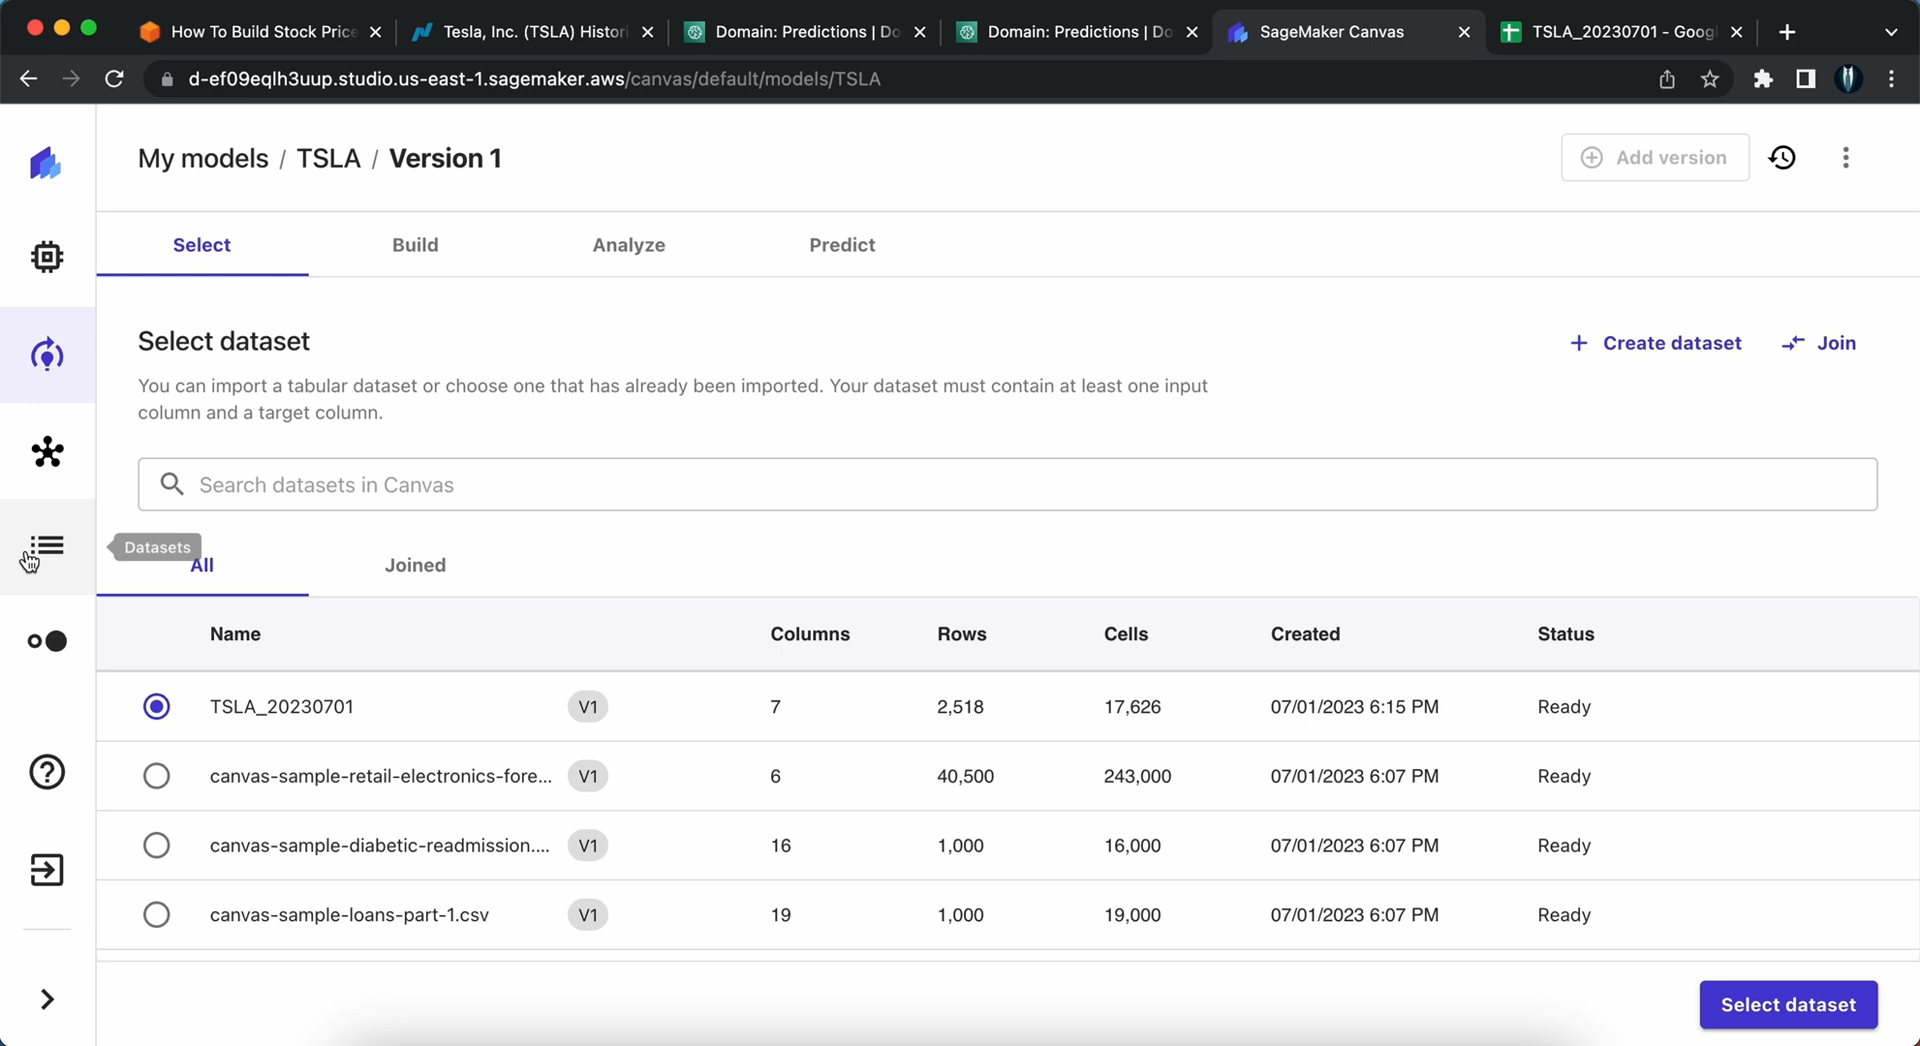 How To Build Stock Price
Tesla, Inc. (TSLA) Histori
Domain: Predictions | Do
Domain: Predictions | Do
SageMaker Canvas
TSLA_20230701 - Googl
d-ef09eqlh3uup.studio.us-east-1.sagemaker.aws/canvas/default/models/TSLA
My models / TSLA / Version 1
Add version
Select
Build
Analyze
Predict
Select dataset
Create dataset
Join
You can import a tabular dataset or choose one that has already been imported. Your dataset must contain at least one input
column and a target column.
Search datasets in Canvas
Datasets
All
Joined
Name Columns Rows Cells Created Status
TSLA_20230701 V1 7 2,518 17,626 07/01/2023 6:15 PM Ready
canvas-sample-retail-electronics-fore... V1 6 40,500 243,000 07/01/2023 6:07 PM Ready
canvas-sample-diabetic-readmission.... V1 16 1,000 16,000 07/01/2023 6:07 PM Ready
canvas-sample-loans-part-1.csv V1 19 1,000 19,000 07/01/2023 6:07 PM Ready
Select dataset